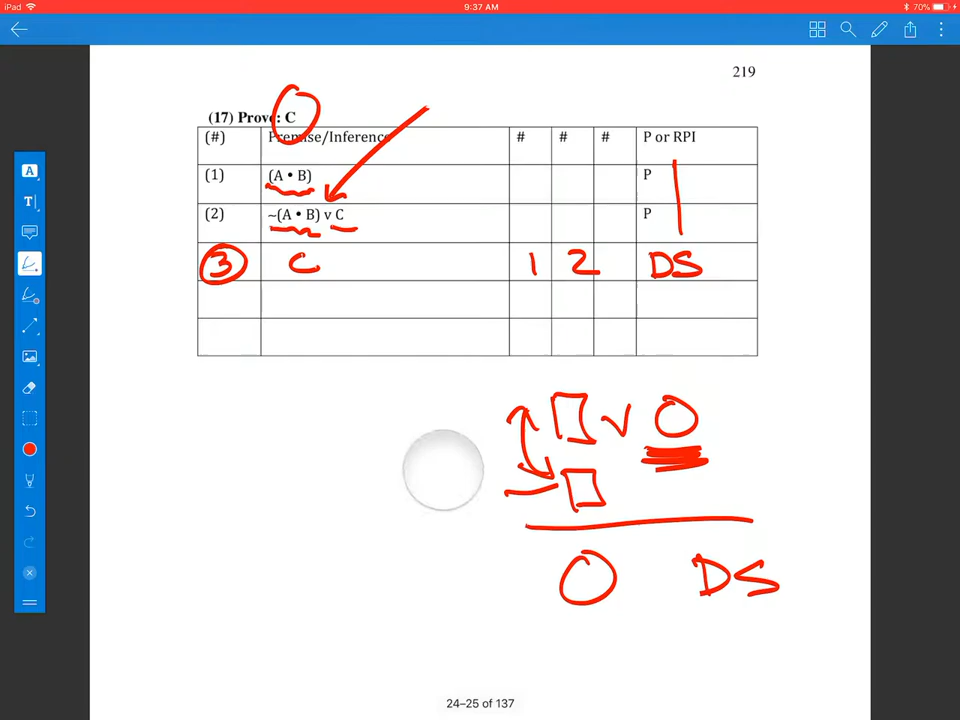 iPad 9:37 AM 70%
219
(17) Prove: C
(#) Premise/Inference # # # P or RPI
(1) (A • B) P
(2) ~(A • B) v C P
3 C 1 2 DS
v
DS
24–25 of 137
A
T